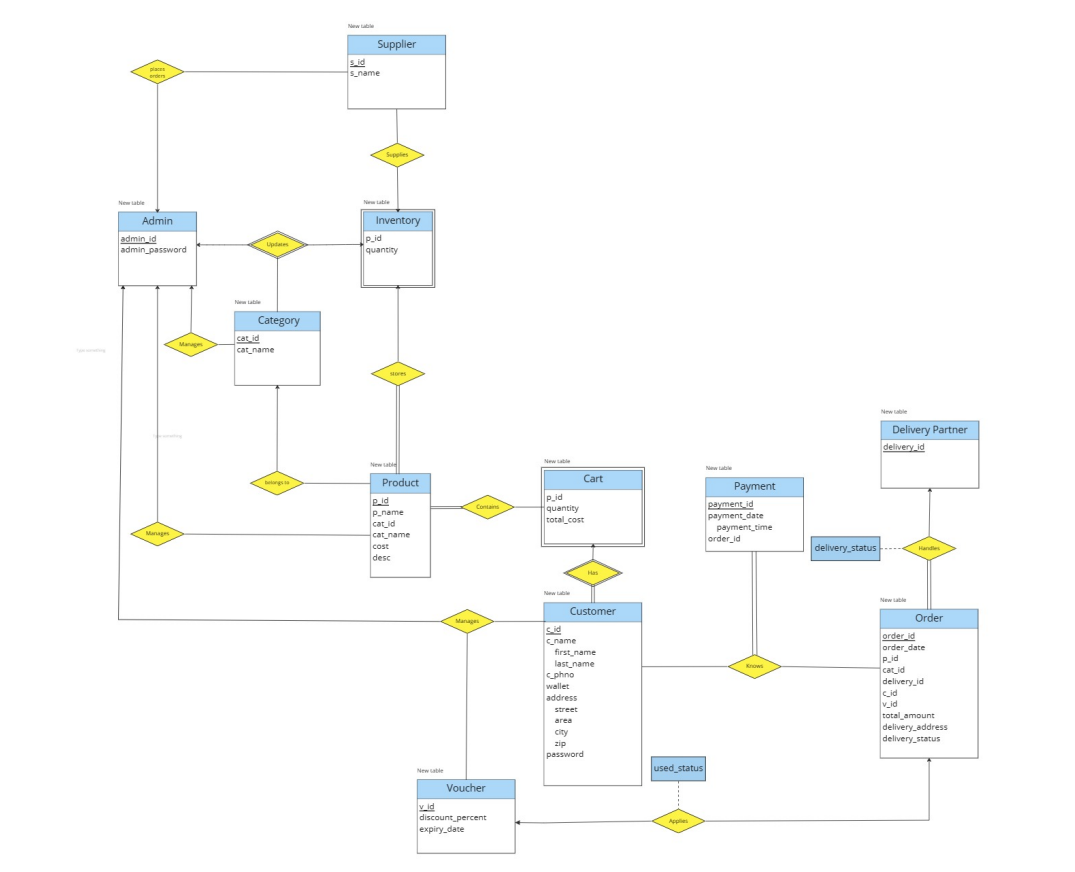 New table
Supplier
s_id
s_name
places
orders
Supplies
New table
Admin
admin_id
admin_password
New table
Inventory
p_id
quantity
Updates
New table
Category
cat_id
cat_name
Manages
Type something
stores
Type something
belongs to
Manages
New table
Product
p_id
p_name
cat_id
cat_name
cost
desc
Contains
New table
Cart
p_id
quantity
total_cost
New table
Payment
payment_id
payment_date
payment_time
order_id
New table
Delivery Partner
delivery_id
delivery_status
Handles
Has
Manages
New table
Customer
c_id
c_name
first_name
last_name
c_phno
wallet
address
street
area
city
zip
password
Knows
New table
Order
order_id
order_date
p_id
cat_id
delivery_id
c_id
v_id
total_amount
delivery_address
delivery_status
New table
Voucher
v_id
discount_percent
expiry_date
used_status
Applies